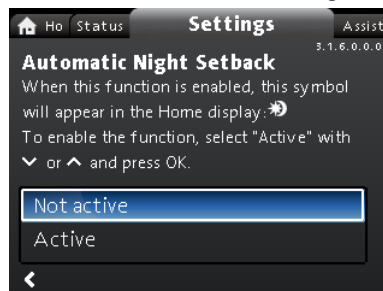 Ho Status Settings Assist
3.1.6.0.0.0
Automatic Night Setback
When this function is enabled, this symbol
will appear in the Home display:
To enable the function, select "Active" with
or and press OK.
Not active
Active